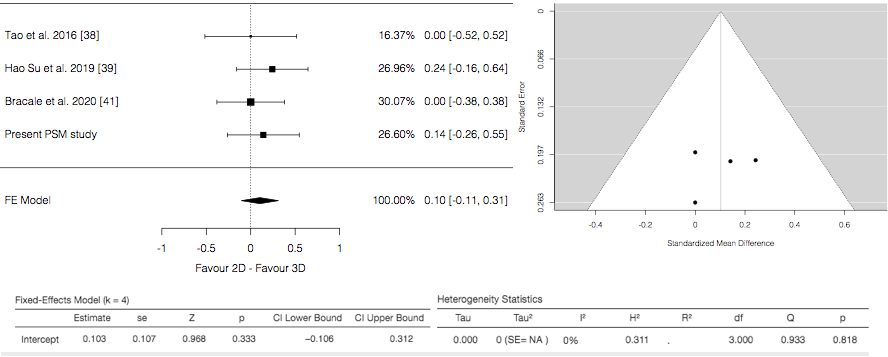 Tao et al. 2016 [38] 16.37% 0.00 [-0.52, 0.52]
Hao Su et al. 2019 [39] 26.96% 0.24 [-0.16, 0.64]
Bracale et al. 2020 [41] 30.07% 0.00 [-0.38, 0.38]
Present PSM study 26.60% 0.14 [-0.26, 0.55]
FE Model 100.00% 0.10 [-0.11, 0.31]
-1 -0.5 0 0.5 1
Favour 2D - Favour 3D
Standard Error
0
0.066
0.132
0.197
0.263
-0.4 -0.2 0 0.2 0.4 0.6
Standardized Mean Difference
Fixed-Effects Model (k = 4)
Estimate se Z p CI Lower Bound CI Upper Bound
Intercept 0.103 0.107 0.968 0.333 −0.106 0.312
Heterogeneity Statistics
Tau Tau² I² H² R² df Q p
0.000 0 (SE= NA ) 0% 0.311 . 3.000 0.933 0.818